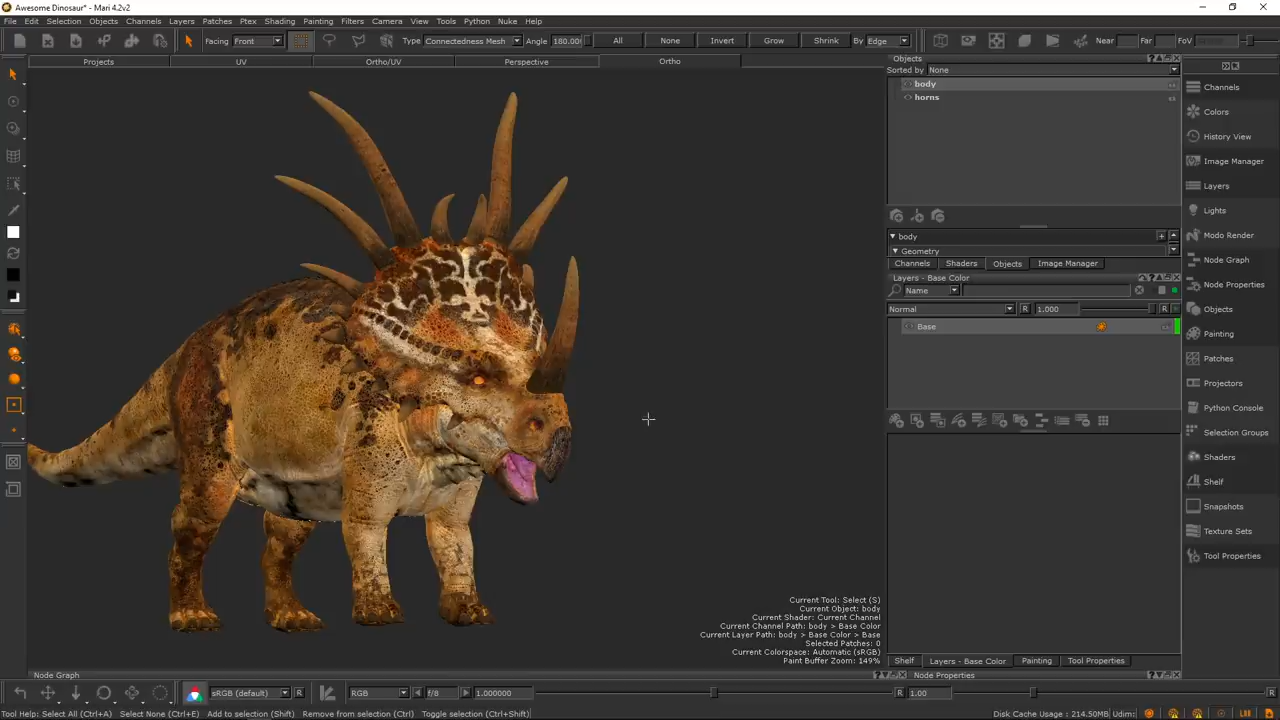 Awesome Dinosaur* - Mari 4.2v2
File Edit Selection Objects Channels Layers Patches Ptex Shading Painting Filters Camera View Tools Python Nuke Help
Facing Front Type Connectedness Mesh Angle 180.00 All None Invert Grow Shrink By Edge Near Far FoV
Projects UV Ortho/UV Perspective Ortho
Objects
Sorted by None
body
horns
body
Geometry
Channels Shaders Objects Image Manager
Layers - Base Color
Name
Normal R 1.000 R
Base
Channels
Colors
History View
Image Manager
Layers
Lights
Modo Render
Node Graph
Node Properties
Objects
Painting
Patches
Projectors
Python Console
Selection Groups
Shaders
Shelf
Snapshots
Texture Sets
Tool Properties
Current Tool: Select (S)
Current Object: body
Current Shader: Current Channel
Current Channel Path: body > Base Color
Current Layer Path: body > Base Color > Base
Selected Patches: 0
Current Colorspace: Automatic (sRGB)
Paint Buffer Zoom: 149%
Shelf Layers - Base Color Painting Tool Properties
Node Graph Node Properties
sRGB (default) R RGB f/8 1.000000 R 1.00
Tool Help: Select All (Ctrl+A) Select None (Ctrl+E) Add to selection (Shift) Remove from selection (Ctrl) Toggle selection (Ctrl+Shift) Disk Cache Usage : 214.50MB Udim: